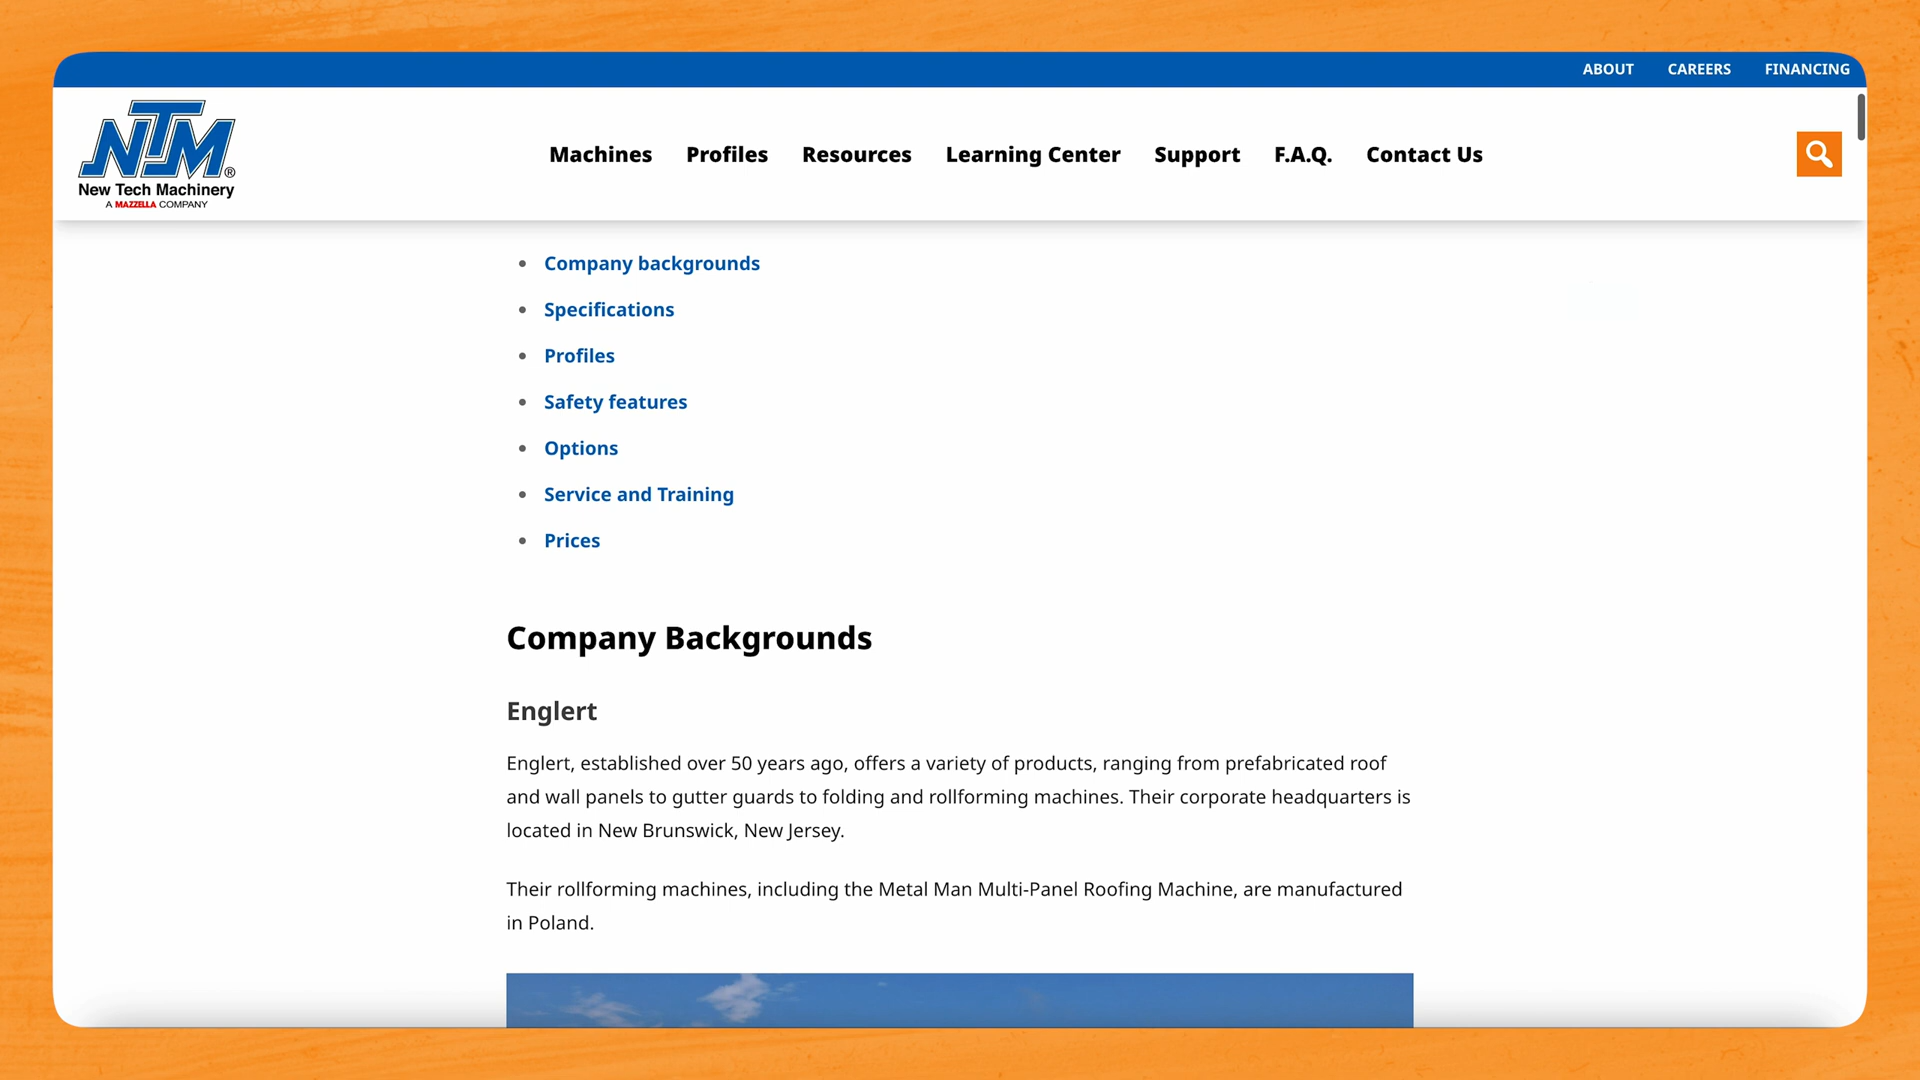 ABOUT CAREERS FINANCING
NTM®
New Tech Machinery
A MAZZELLA COMPANY
Machines Profiles Resources Learning Center Support F.A.Q. Contact Us
Company backgrounds
Specifications
Profiles
Safety features
Options
Service and Training
Prices
Company Backgrounds
Englert
Englert, established over 50 years ago, offers a variety of products, ranging from prefabricated roof
and wall panels to gutter guards to folding and rollforming machines. Their corporate headquarters is
located in New Brunswick, New Jersey.
Their rollforming machines, including the Metal Man Multi-Panel Roofing Machine, are manufactured
in Poland.